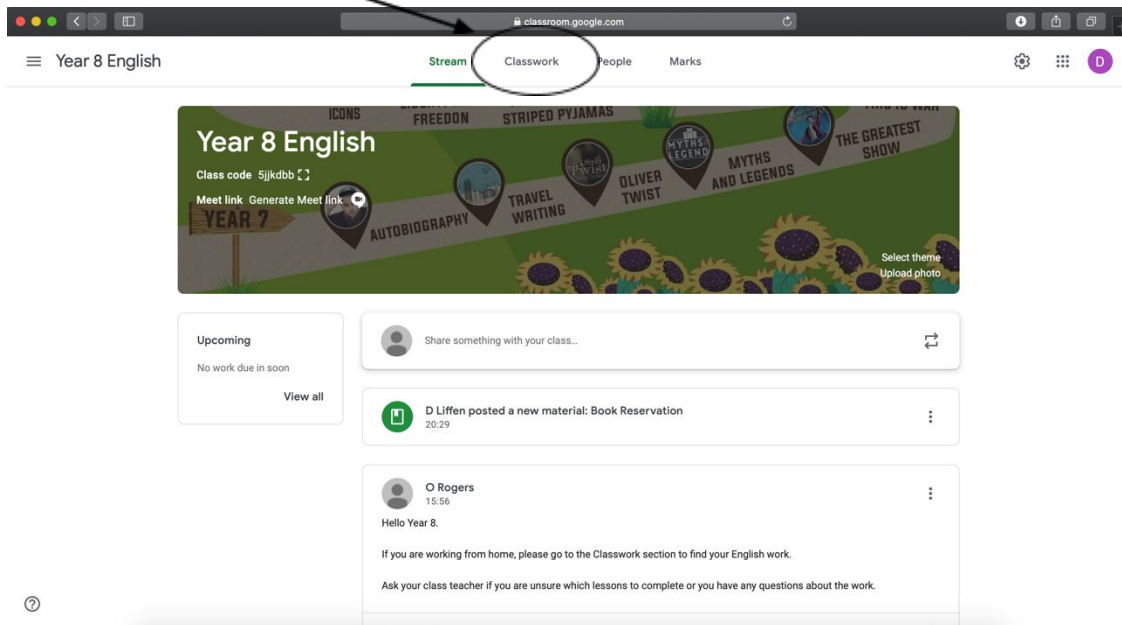 classroom.google.com
Year 8 English
Stream
Classwork
People
Marks
D
ICONS
FREEDON
STRIPED PYJAMAS
THIS IS WAR
THE GREATEST
SHOW
MYTHS
LEGEND
MYTHS
AND LEGENDS
Twist
OLIVER
TWIST
TRAVEL
WRITING
AUTOBIOGRAPHY
YEAR 7
Year 8 English
Class code 5jjkdbb
Meet link Generate Meet link
Select theme
Upload photo
Upcoming
No work due in soon
View all
Share something with your class...
D Liffen posted a new material: Book Reservation
20:29
O Rogers
15:56
Hello Year 8.
If you are working from home, please go to the Classwork section to find your English work.
Ask your class teacher if you are unsure which lessons to complete or you have any questions about the work.